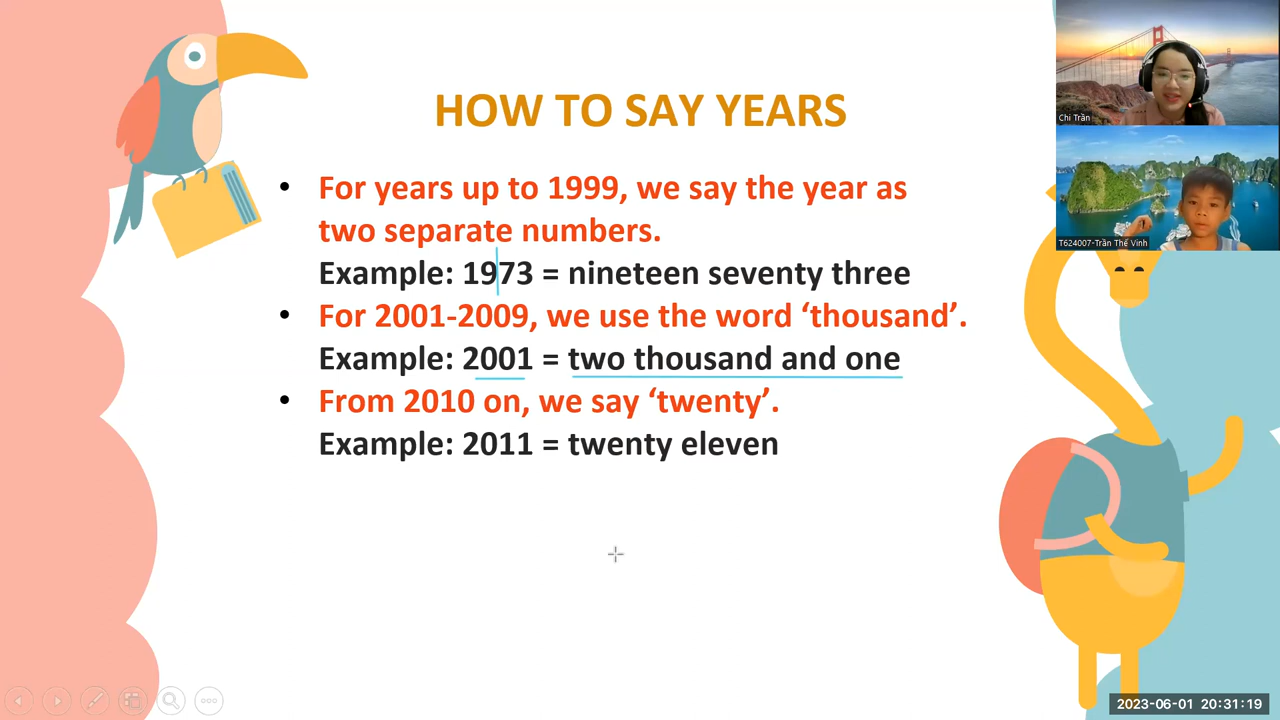 HOW TO SAY YEARS
• For years up to 1999, we say the year as
two separate numbers.
Example: 1973 = nineteen seventy three
• For 2001-2009, we use the word ‘thousand’.
Example: 2001 = two thousand and one
• From 2010 on, we say ‘twenty’.
Example: 2011 = twenty eleven
Chi Trần
T624007-Trần Thế Vinh
2023-06-01 20:31:19